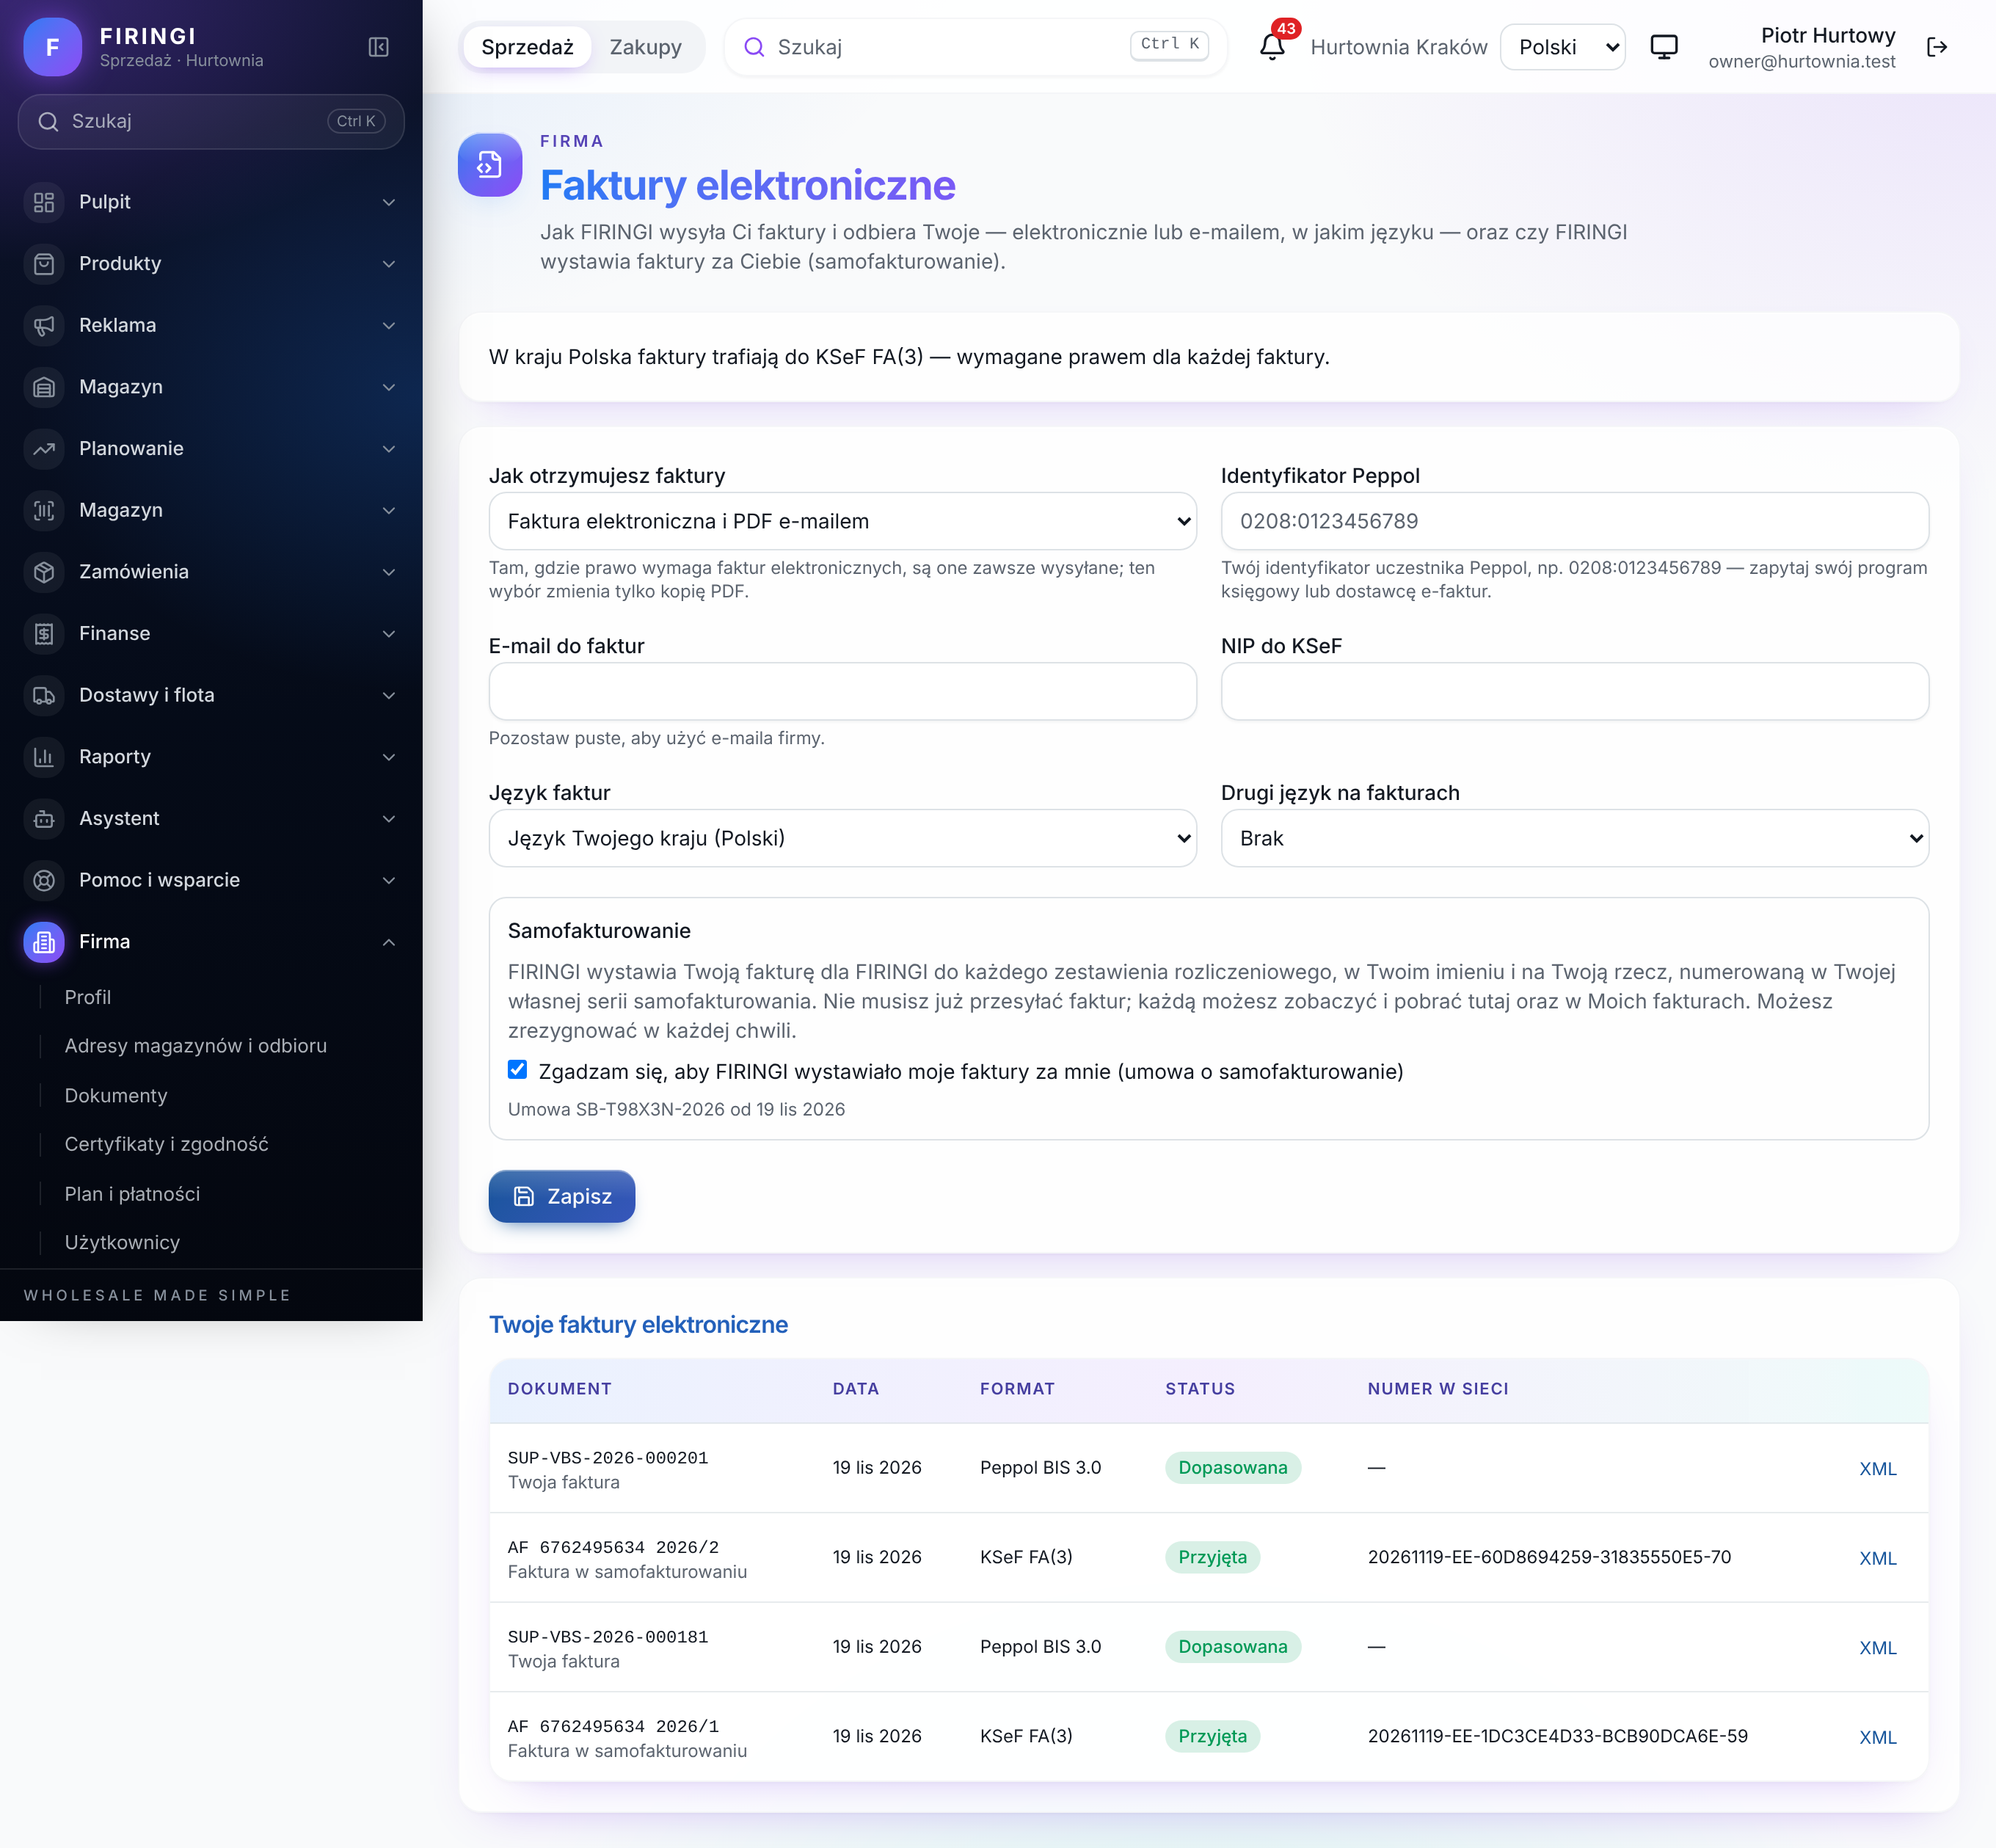 F
FIRINGI
Sprzedaż · Hurtownia
Szukaj
Ctrl K
Pulpit
Produkty
Reklama
Magazyn
Planowanie
Magazyn
Zamówienia
Finanse
Dostawy i flota
Raporty
Asystent
Pomoc i wsparcie
Firma
Profil
Adresy magazynów i odbioru
Dokumenty
Certyfikaty i zgodność
Plan i płatności
Użytkownicy
WHOLESALE MADE SIMPLE
Sprzedaż
Zakupy
Szukaj
Ctrl K
43
Hurtownia Kraków
Polski
Piotr Hurtowy
owner@hurtownia.test
FIRMA
Faktury elektroniczne
Jak FIRINGI wysyła Ci faktury i odbiera Twoje — elektronicznie lub e-mailem, w jakim języku — oraz czy FIRINGI
wystawia faktury za Ciebie (samofakturowanie).
W kraju Polska faktury trafiają do KSeF FA(3) — wymagane prawem dla każdej faktury.
Jak otrzymujesz faktury
Faktura elektroniczna i PDF e-mailem
Tam, gdzie prawo wymaga faktur elektronicznych, są one zawsze wysyłane; ten
wybór zmienia tylko kopię PDF.
Identyfikator Peppol
0208:0123456789
Twój identyfikator uczestnika Peppol, np. 0208:0123456789 — zapytaj swój program
księgowy lub dostawcę e-faktur.
E-mail do faktur
Pozostaw puste, aby użyć e-maila firmy.
NIP do KSeF
Język faktur
Język Twojego kraju (Polski)
Drugi język na fakturach
Brak
Samofakturowanie
FIRINGI wystawia Twoją fakturę dla FIRINGI do każdego zestawienia rozliczeniowego, w Twoim imieniu i na Twoją rzecz, numerowaną w Twojej
własnej serii samofakturowania. Nie musisz już przesyłać faktur; każdą możesz zobaczyć i pobrać tutaj oraz w Moich fakturach. Możesz
zrezygnować w każdej chwili.
Zgadzam się, aby FIRINGI wystawiało moje faktury za mnie (umowa o samofakturowanie)
Umowa SB-T98X3N-2026 od 19 lis 2026
Zapisz
Twoje faktury elektroniczne
DOKUMENT DATA FORMAT STATUS NUMER W SIECI
SUP-VBS-2026-000201
Twoja faktura
19 lis 2026 Peppol BIS 3.0 Dopasowana — XML
AF 6762495634 2026/2
Faktura w samofakturowaniu
19 lis 2026 KSeF FA(3) Przyjęta 20261119-EE-60D8694259-31835550E5-70 XML
SUP-VBS-2026-000181
Twoja faktura
19 lis 2026 Peppol BIS 3.0 Dopasowana — XML
AF 6762495634 2026/1
Faktura w samofakturowaniu
19 lis 2026 KSeF FA(3) Przyjęta 20261119-EE-1DC3CE4D33-BCB90DCA6E-59 XML